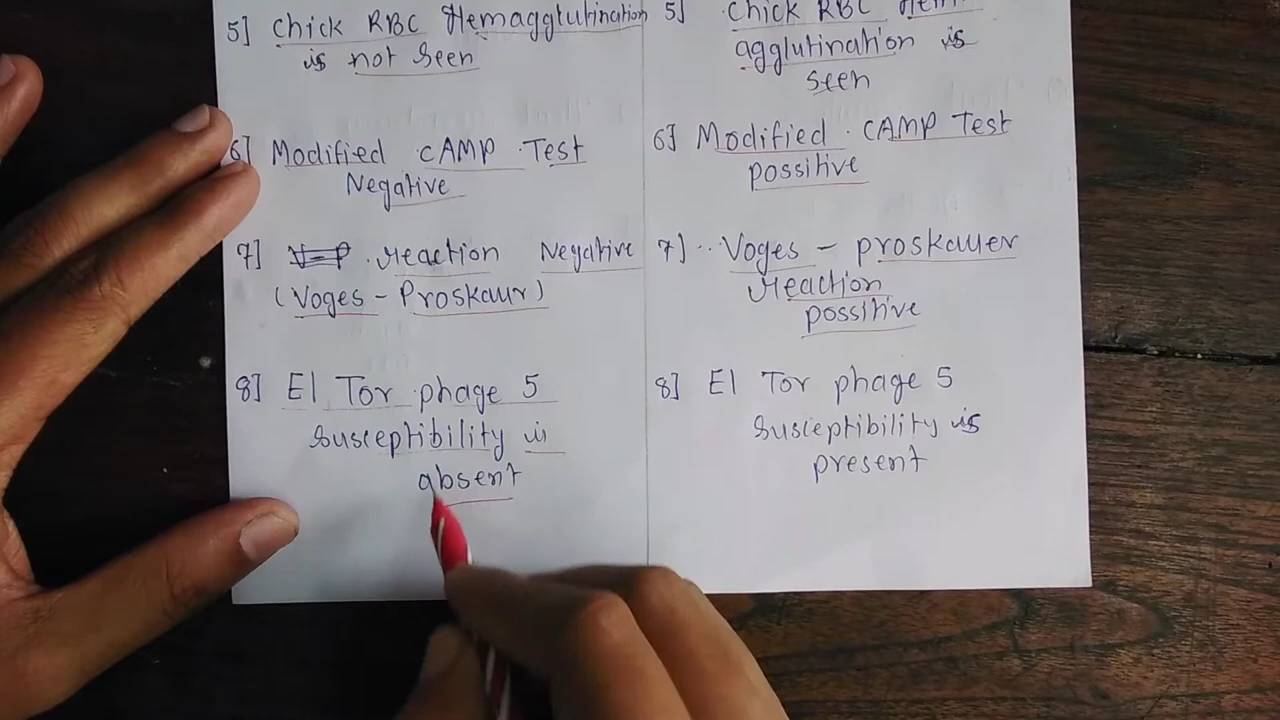 5] Chick RBC Hemagglutination
is not seen
6] Modified CAMP Test
Negative
7] V-P reaction Negative
(Voges - Proskaur)
8] El Tor phage 5
Susceptibility is
absent
5] Chick RBC Hem
agglutination is
seen
6] Modified CAMP Test
possitive
7] Voges - proskauer
reaction
possitive
8] El Tor phage 5
Susceptibility is
present